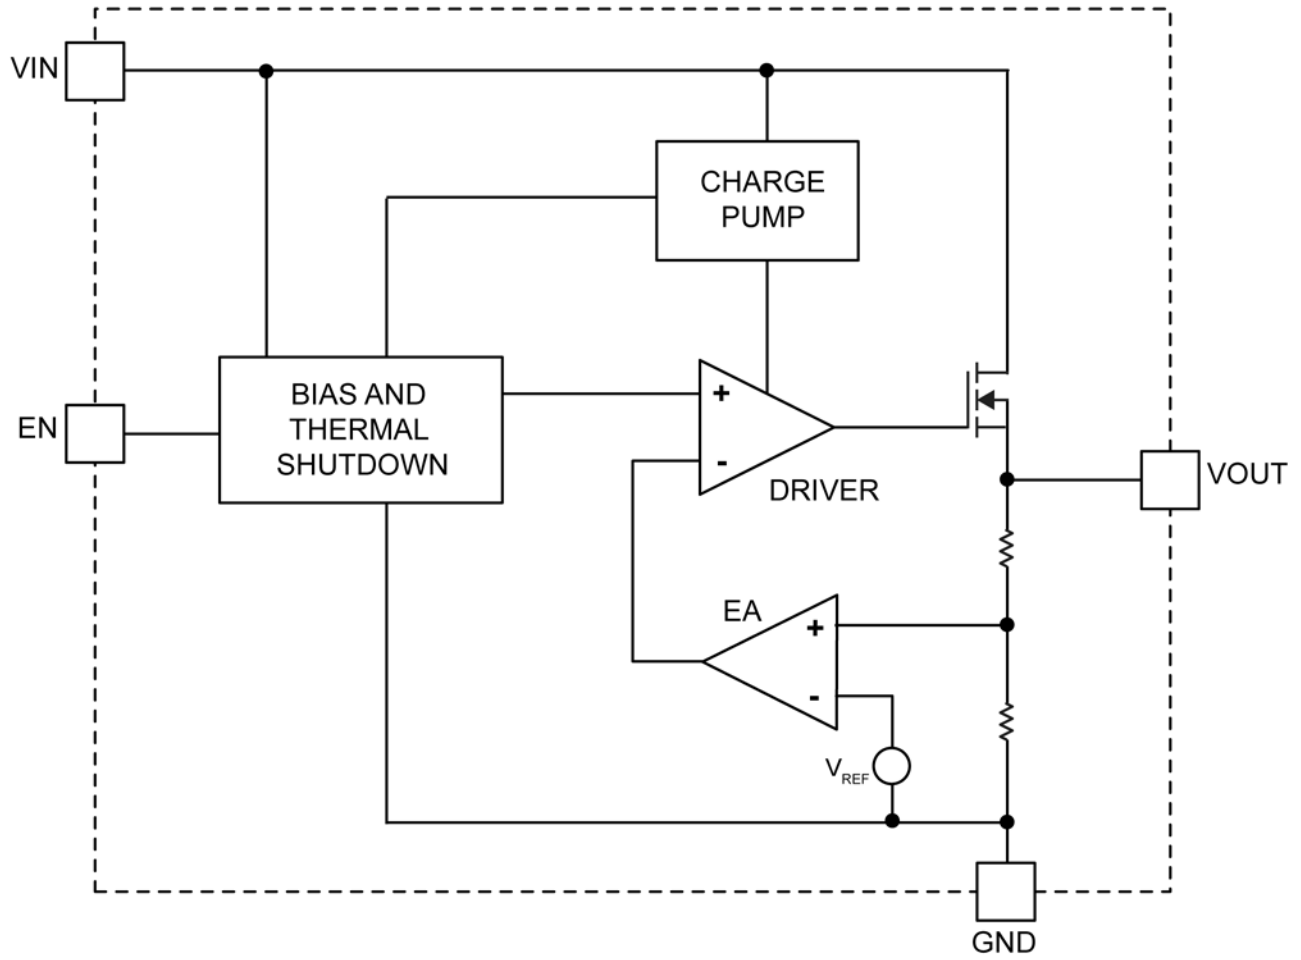 VIN
CHARGE
PUMP
EN
BIAS AND
THERMAL
SHUTDOWN
+
-
DRIVER
VOUT
EA
+
-
VREF
GND